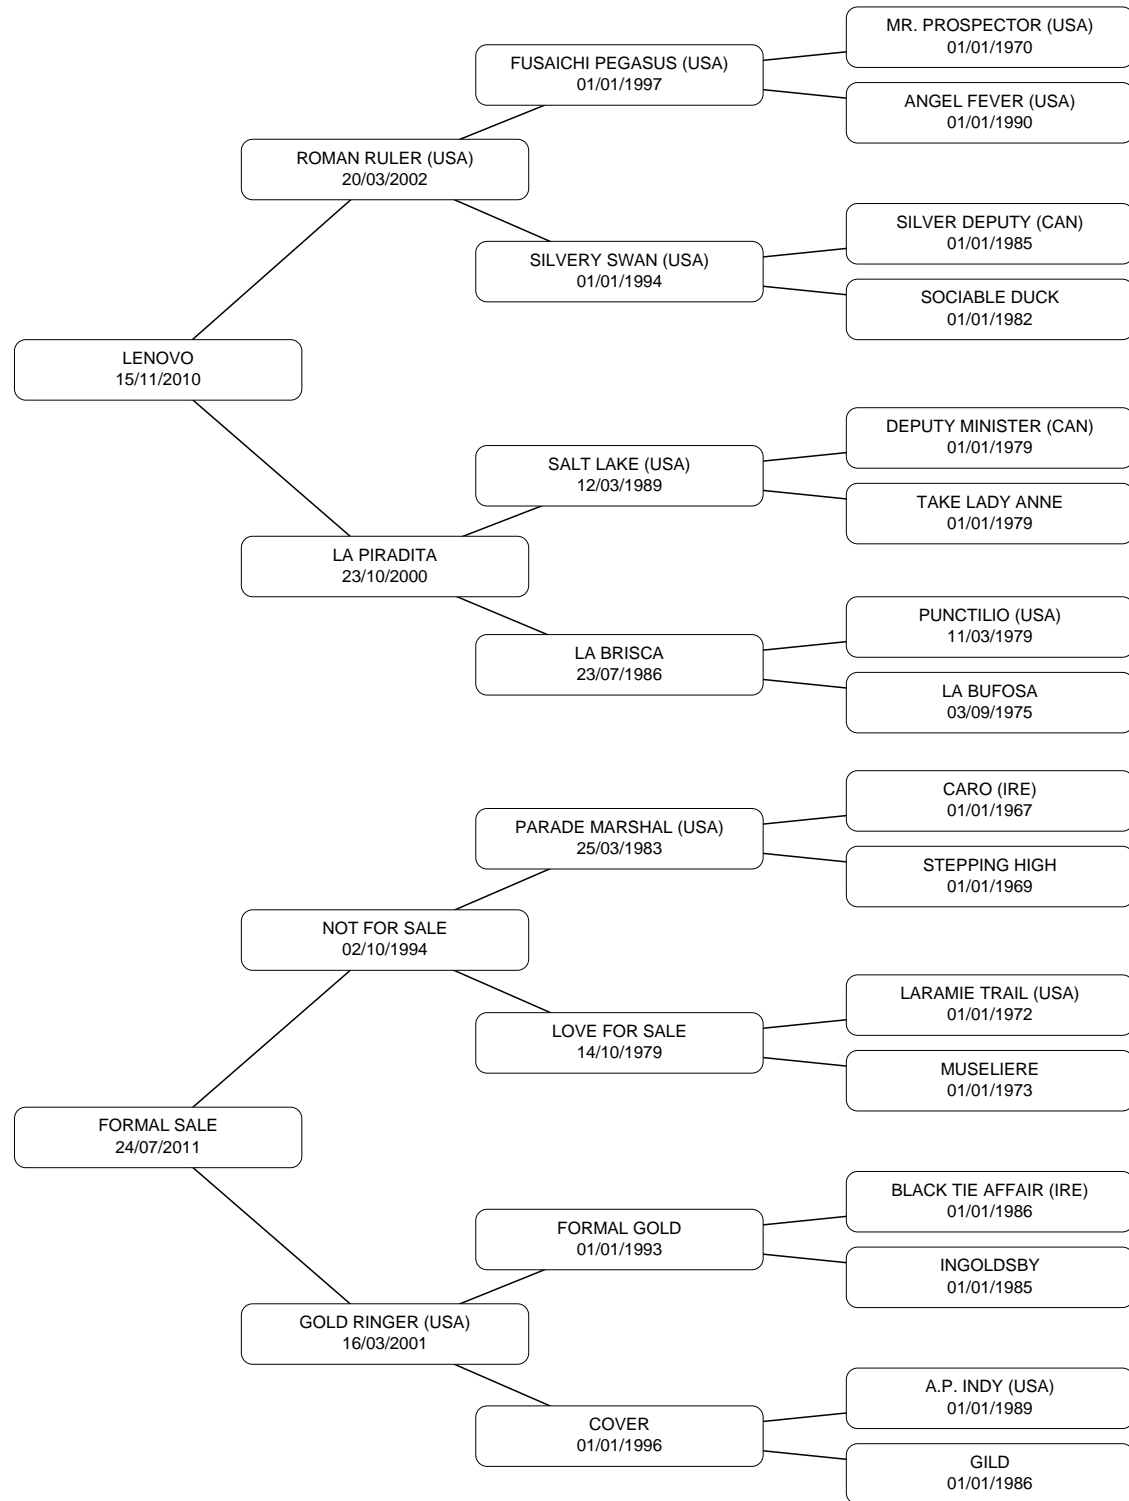 MR. PROSPECTOR (USA)
01/01/1970
FUSAICHI PEGASUS (USA)
01/01/1997
ANGEL FEVER (USA)
01/01/1990
ROMAN RULER (USA)
20/03/2002
SILVER DEPUTY (CAN)
01/01/1985
SILVERY SWAN (USA)
01/01/1994
SOCIABLE DUCK
01/01/1982
LENOVO
15/11/2010
DEPUTY MINISTER (CAN)
01/01/1979
SALT LAKE (USA)
12/03/1989
TAKE LADY ANNE
01/01/1979
LA PIRADITA
23/10/2000
PUNCTILIO (USA)
11/03/1979
LA BRISCA
23/07/1986
LA BUFOSA
03/09/1975
CARO (IRE)
01/01/1967
PARADE MARSHAL (USA)
25/03/1983
STEPPING HIGH
01/01/1969
NOT FOR SALE
02/10/1994
LARAMIE TRAIL (USA)
01/01/1972
LOVE FOR SALE
14/10/1979
MUSELIERE
01/01/1973
FORMAL SALE
24/07/2011
BLACK TIE AFFAIR (IRE)
01/01/1986
FORMAL GOLD
01/01/1993
INGOLDSBY
01/01/1985
GOLD RINGER (USA)
16/03/2001
A.P. INDY (USA)
01/01/1989
COVER
01/01/1996
GILD
01/01/1986